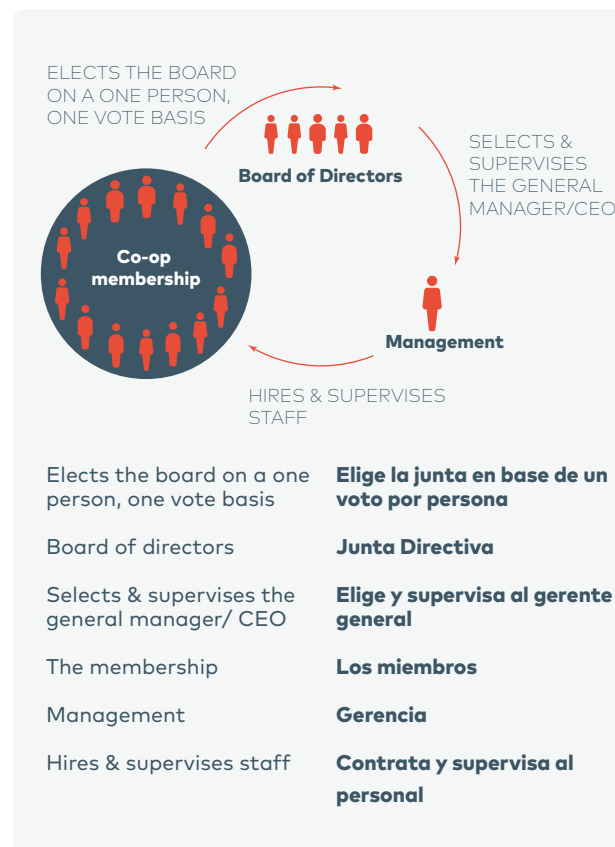 ELECTS THE BOARD
ON A ONE PERSON,
ONE VOTE BASIS
Board of Directors
SELECTS &
SUPERVISES
THE GENERAL
MANAGER/CEO
Co-op
membership
Management
HIRES & SUPERVISES
STAFF
Elects the board on a one
person, one vote basis
Elige la junta en base de un
voto por persona
Board of directors
Junta Directiva
Selects & supervises the
general manager/ CEO
Elige y supervisa al gerente
general
The membership
Los miembros
Management
Gerencia
Hires & supervises staff
Contrata y supervisa al
personal